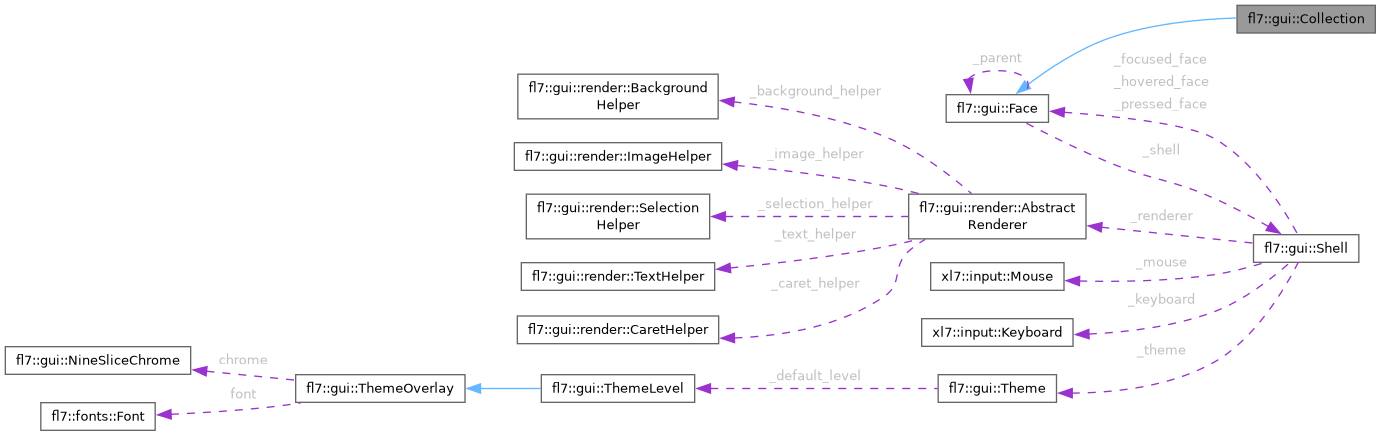 fl7::gui::Collection
_parent
_focused_face
_hovered_face
_pressed_face
fl7::gui::render::Background
Helper
_background_helper
fl7::gui::Face
fl7::gui::render::ImageHelper
_image_helper
_shell
fl7::gui::render::Selection
Helper
_selection_helper
fl7::gui::render::Abstract
Renderer
_renderer
_text_helper
fl7::gui::Shell
fl7::gui::render::TextHelper
xl7::input::Mouse
_mouse
_caret_helper
_keyboard
fl7::gui::render::CaretHelper
xl7::input::Keyboard
_theme
fl7::gui::NineSliceChrome
chrome
fl7::gui::ThemeOverlay
fl7::gui::ThemeLevel
_default_level
fl7::gui::Theme
font
fl7::fonts::Font